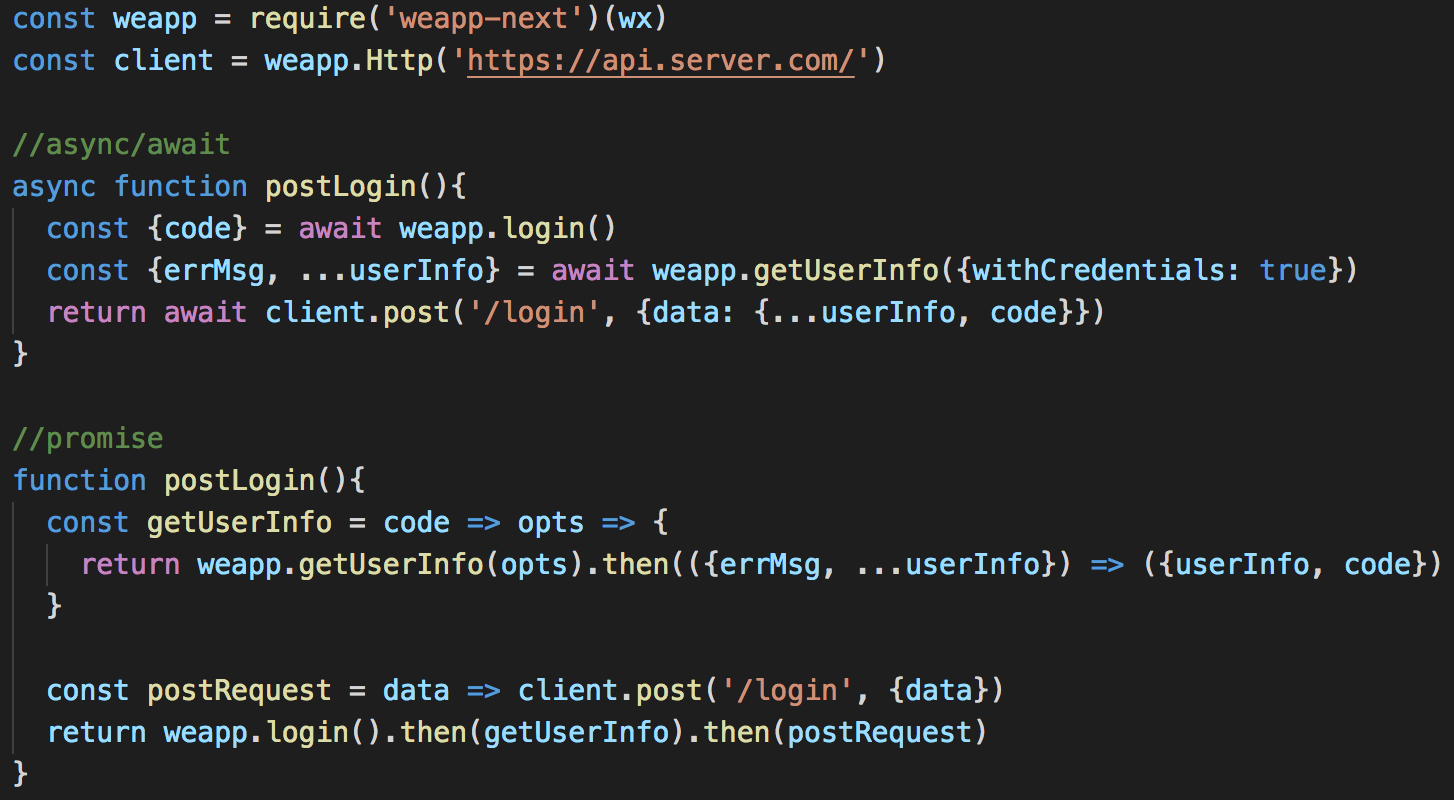 const weapp = require('weapp-next')(wx)
const client = weapp.Http('https://api.server.com/')

//async/await
async function postLogin(){
  const {code} = await weapp.login()
  const {errMsg, ...userInfo} = await weapp.getUserInfo({withCredentials: true})
  return await client.post('/login', {data: {...userInfo, code}})
}

//promise
function postLogin(){
  const getUserInfo = code => opts => {
    return weapp.getUserInfo(opts).then(({errMsg, ...userInfo}) => ({userInfo, code})
  }

  const postRequest = data => client.post('/login', {data})
  return weapp.login().then(getUserInfo).then(postRequest)
}